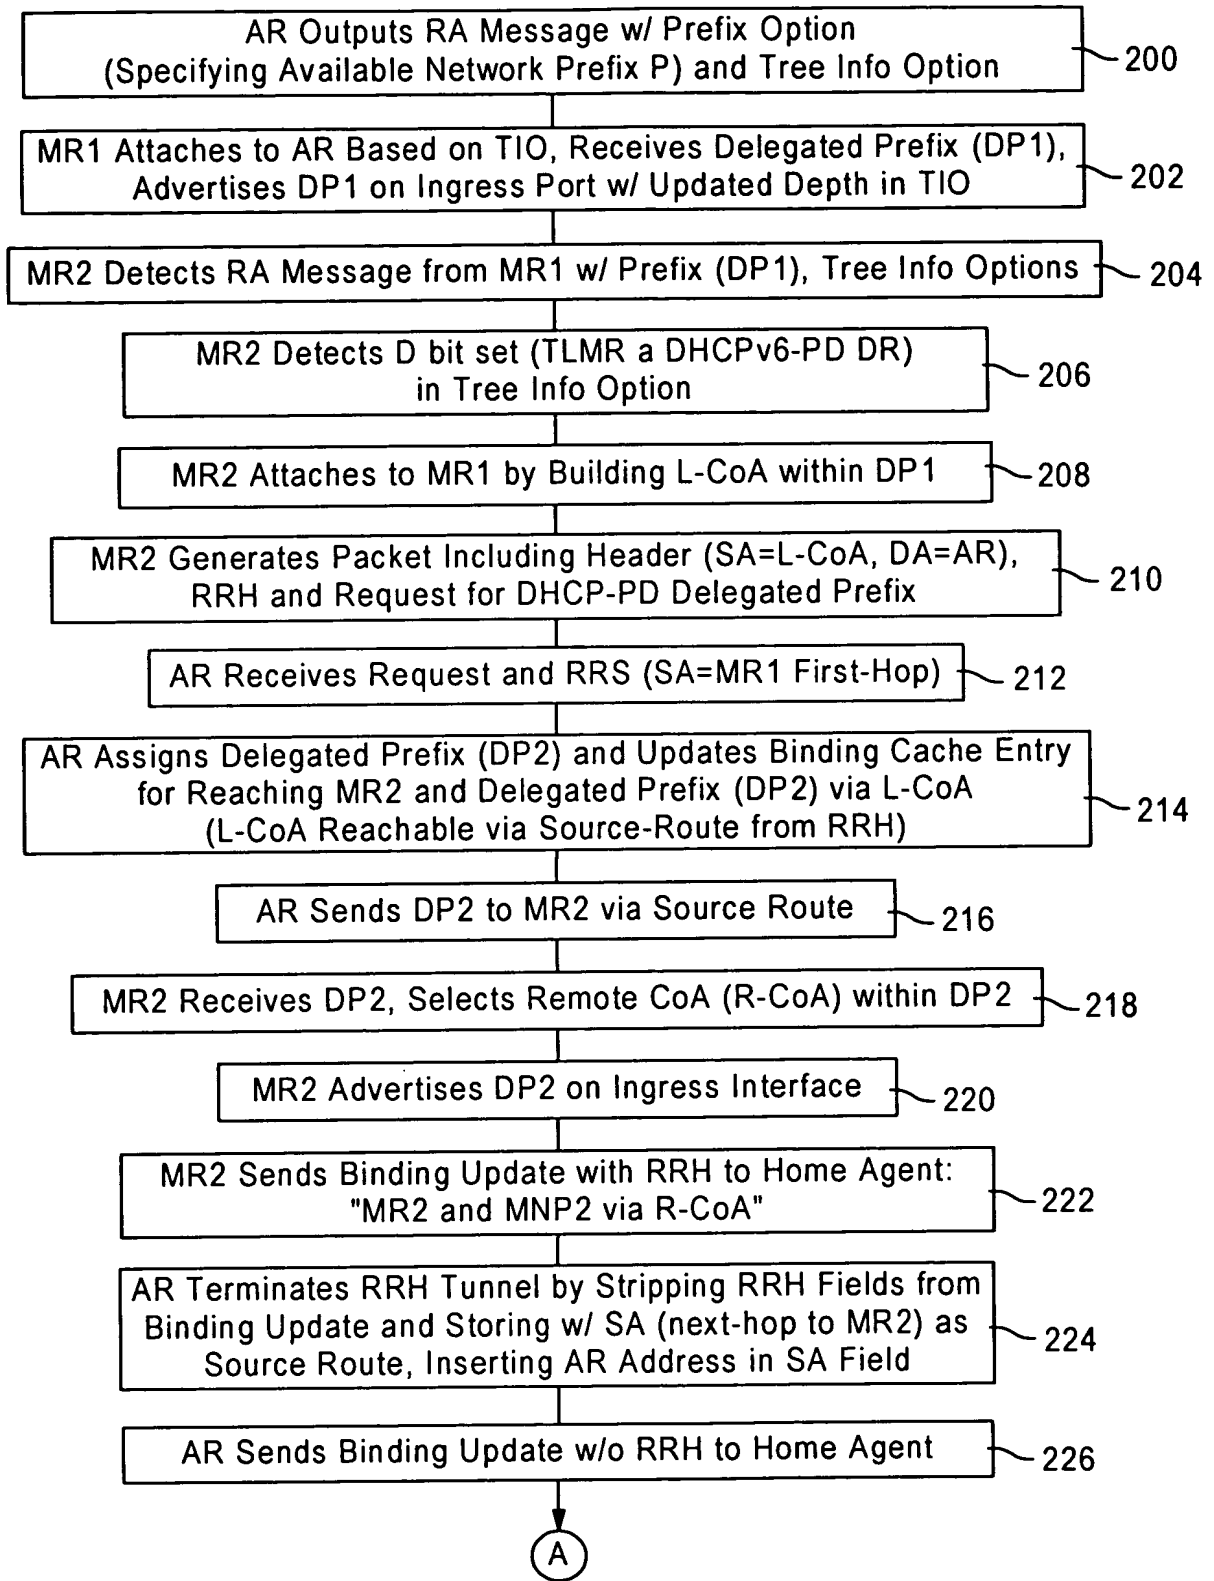 AR Outputs RA Message w/ Prefix Option
(Specifying Available Network Prefix P) and Tree Info Option
200
MR1 Attaches to AR Based on TIO, Receives Delegated Prefix (DP1),
Advertises DP1 on Ingress Port w/ Updated Depth in TIO
202
MR2 Detects RA Message from MR1 w/ Prefix (DP1), Tree Info Options
204
MR2 Detects D bit set (TLMR a DHCPv6-PD DR)
in Tree Info Option
206
MR2 Attaches to MR1 by Building L-CoA within DP1
208
MR2 Generates Packet Including Header (SA=L-CoA, DA=AR),
RRH and Request for DHCP-PD Delegated Prefix
210
AR Receives Request and RRS (SA=MR1 First-Hop)
212
AR Assigns Delegated Prefix (DP2) and Updates Binding Cache Entry
for Reaching MR2 and Delegated Prefix (DP2) via L-CoA
(L-CoA Reachable via Source-Route from RRH)
214
AR Sends DP2 to MR2 via Source Route
216
MR2 Receives DP2, Selects Remote CoA (R-CoA) within DP2
218
MR2 Advertises DP2 on Ingress Interface
220
MR2 Sends Binding Update with RRH to Home Agent:
"MR2 and MNP2 via R-CoA"
222
AR Terminates RRH Tunnel by Stripping RRH Fields from
Binding Update and Storing w/ SA (next-hop to MR2) as
Source Route, Inserting AR Address in SA Field
224
AR Sends Binding Update w/o RRH to Home Agent
226
A